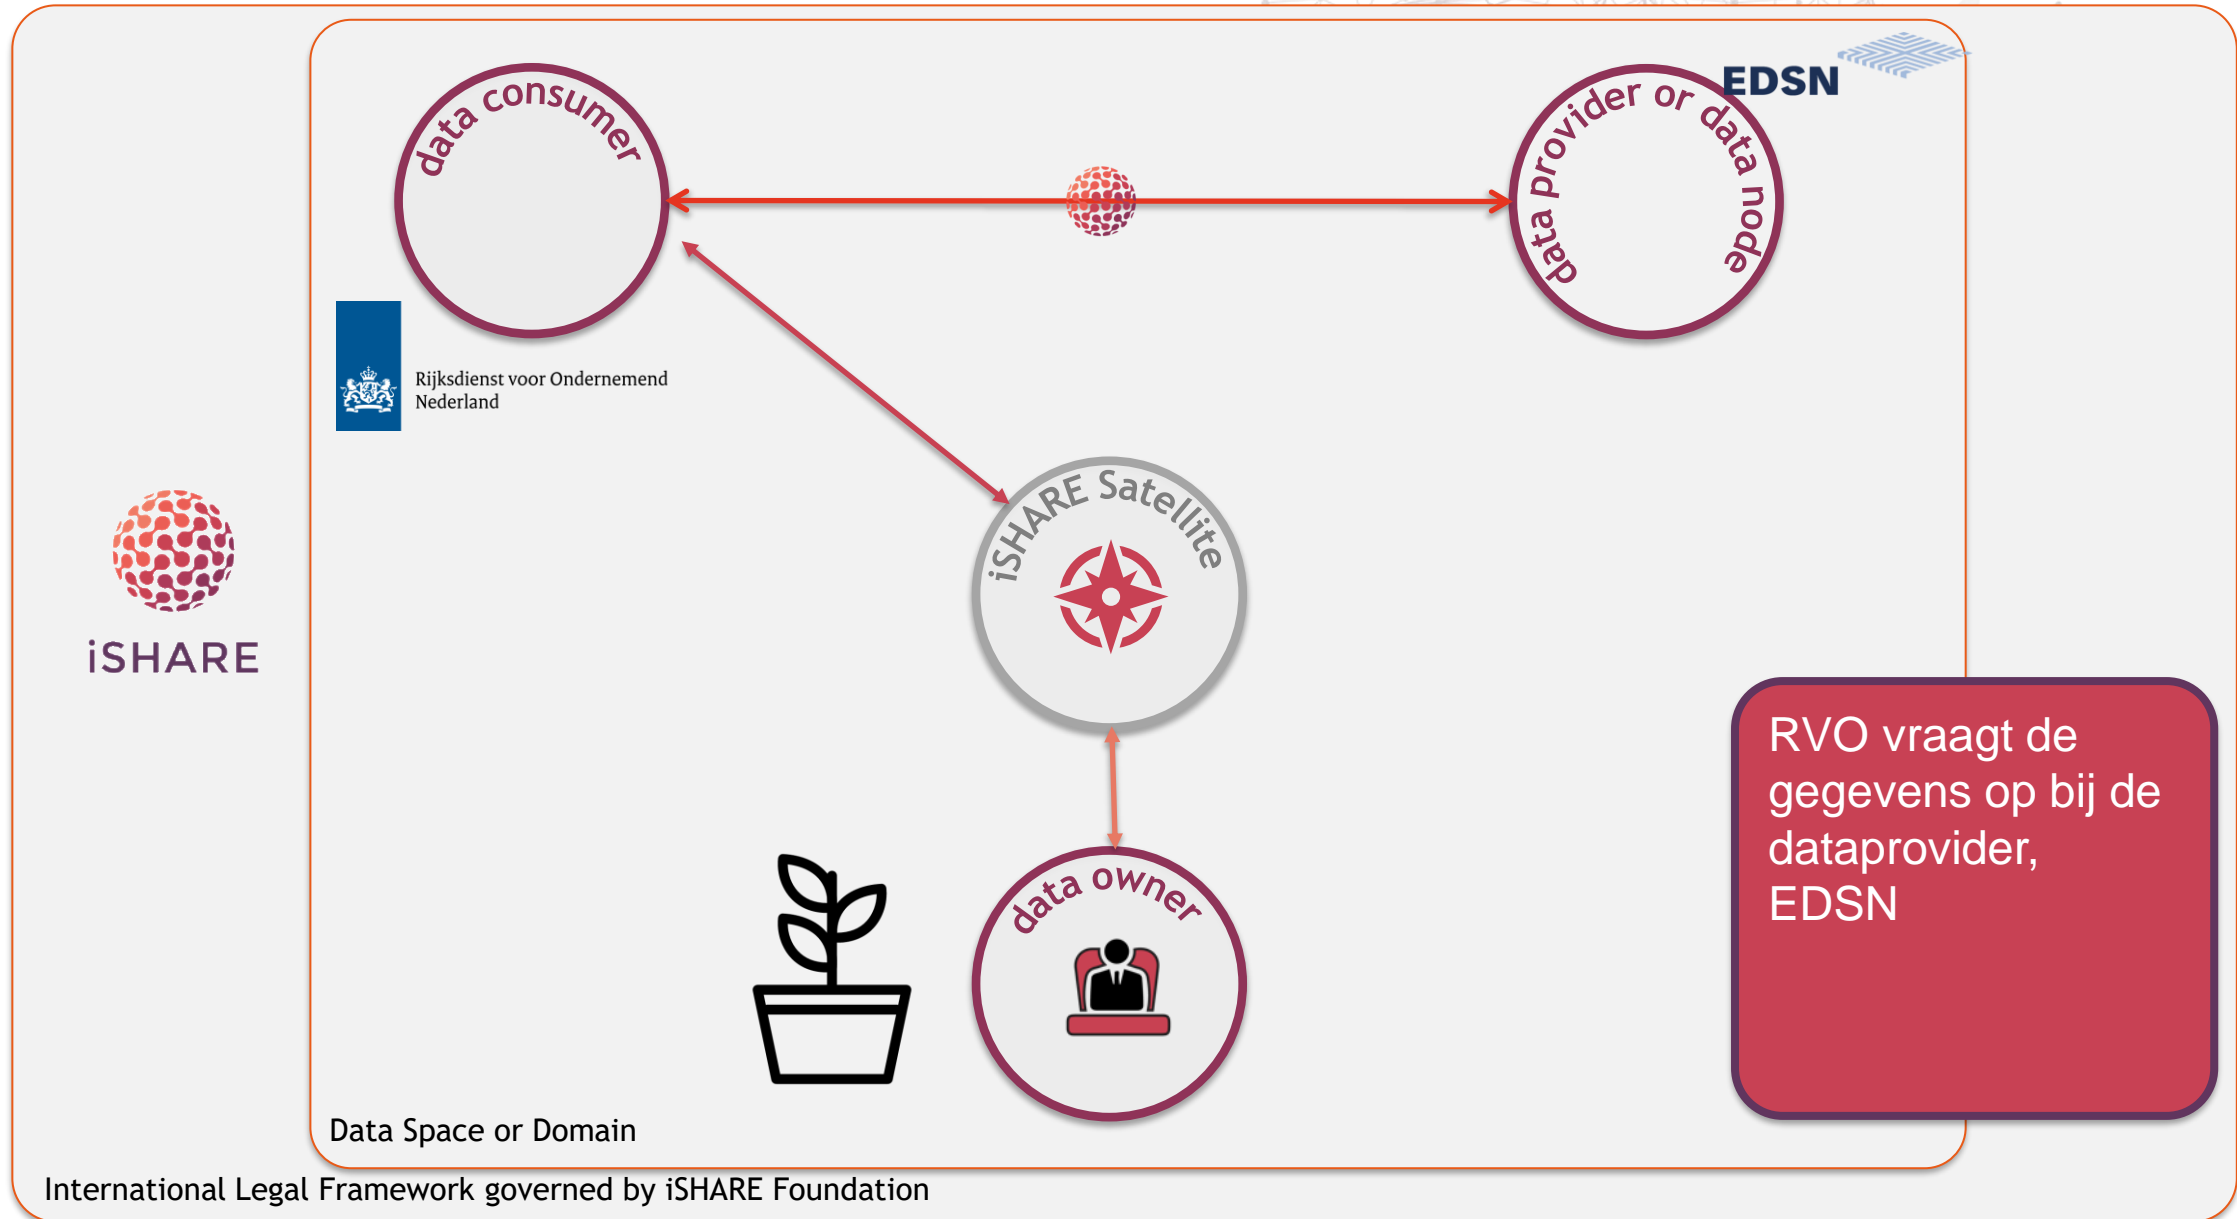 EDSN
data consumer
data provider or data node
Rijksdienst voor Ondernemend
Nederland
iSHARE Satellite
iSHARE
RVO vraagt de
gegevens op bij de
dataprovider,
EDSN
data owner
Data Space or Domain
International Legal Framework governed by iSHARE Foundation